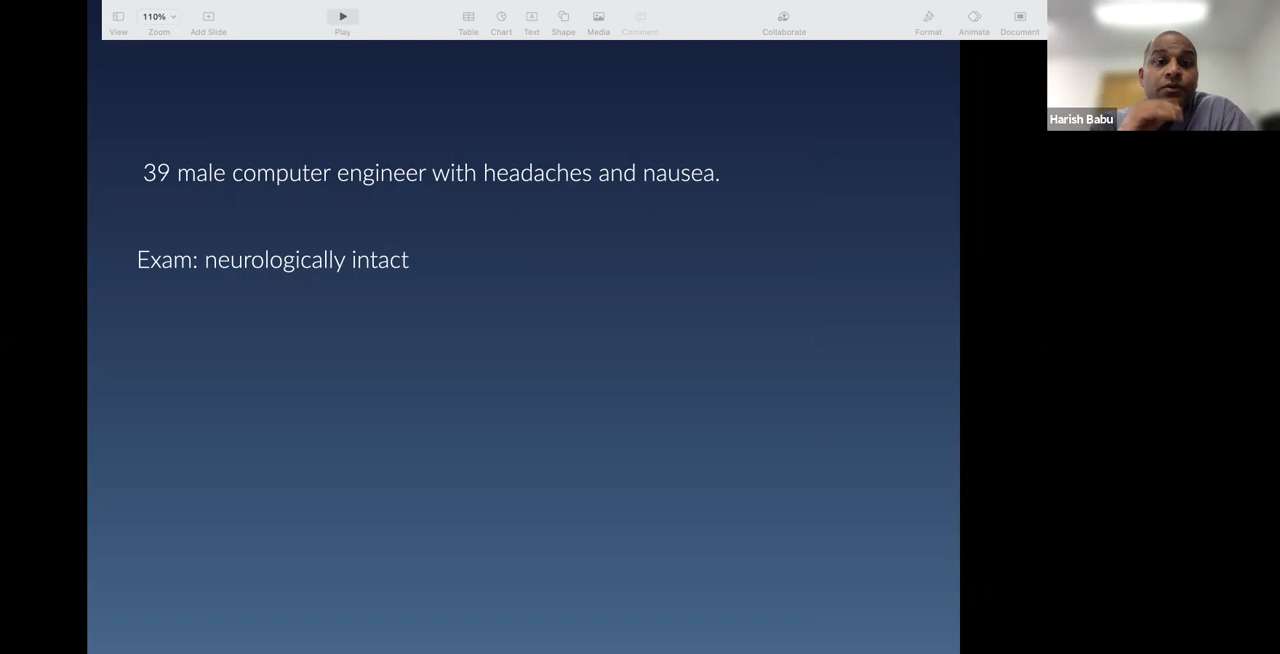 110%
View
Zoom
Add Slide
Play
Table
Chart
Text
Shape
Media
Comment
Collaborate
Format
Animate
Document
Harish Babu
39 male computer engineer with headaches and nausea.
Exam: neurologically intact